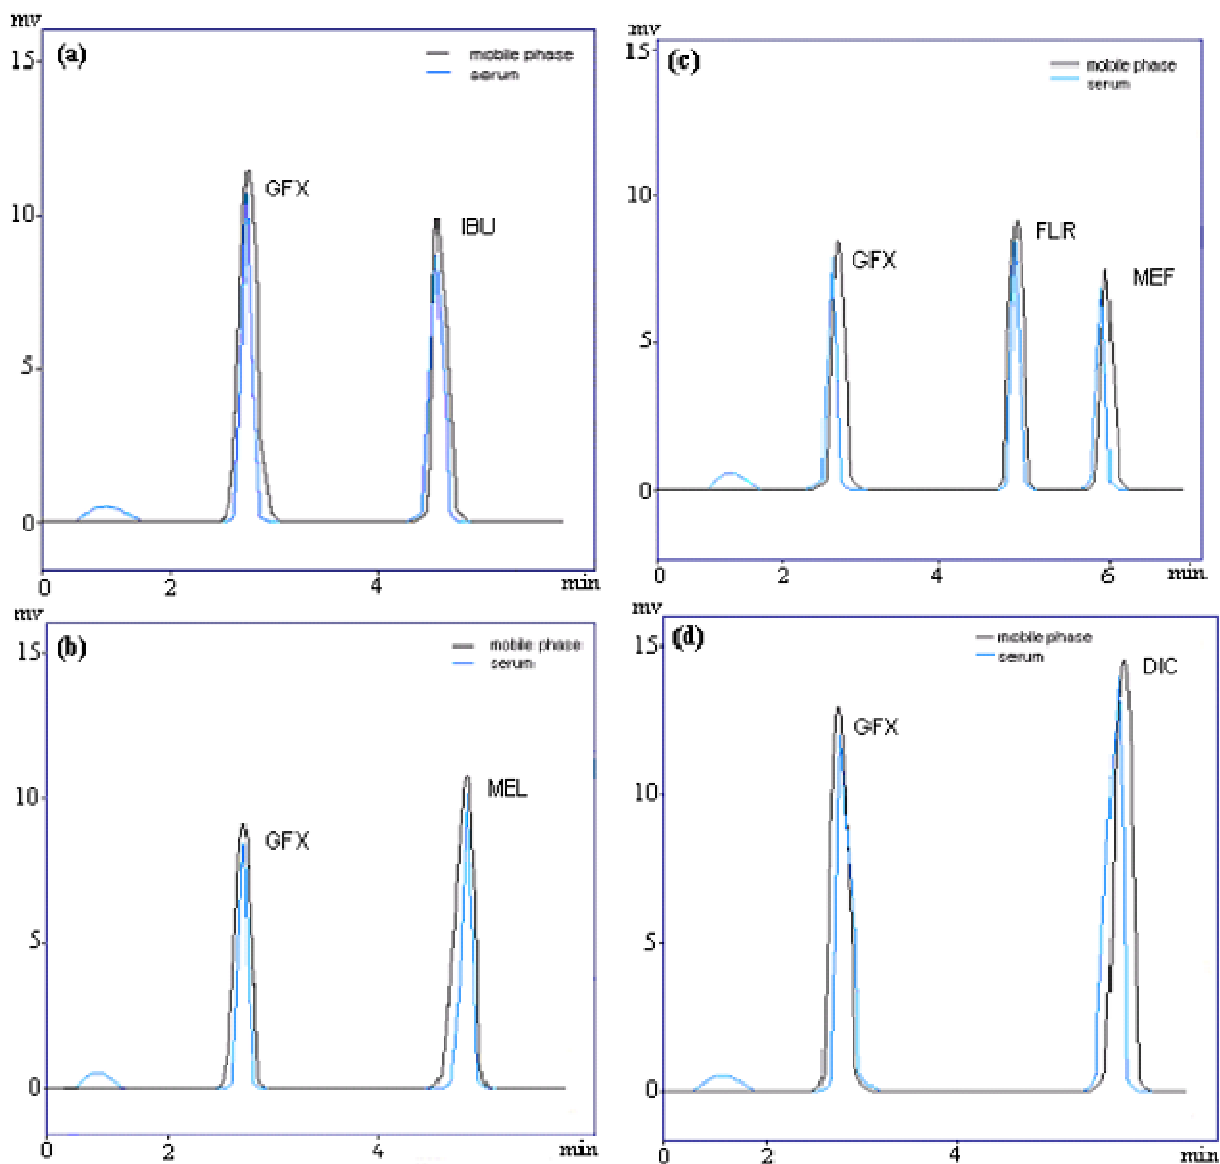 mv
(a)
mobile phase
serum
15
GFX
IBU
10
5
0
0 2 4 min
mv
(c)
mobile phase
serum
15
10
GFX
FLR
MEF
5
0
0 2 4 6 min
mv
(b)
mobile phase
serum
15
10
GFX
MEL
5
0
0 2 4 min
mv
(d)
mobile phase
serum
15
GFX
DIC
10
5
0
0 2 4 min